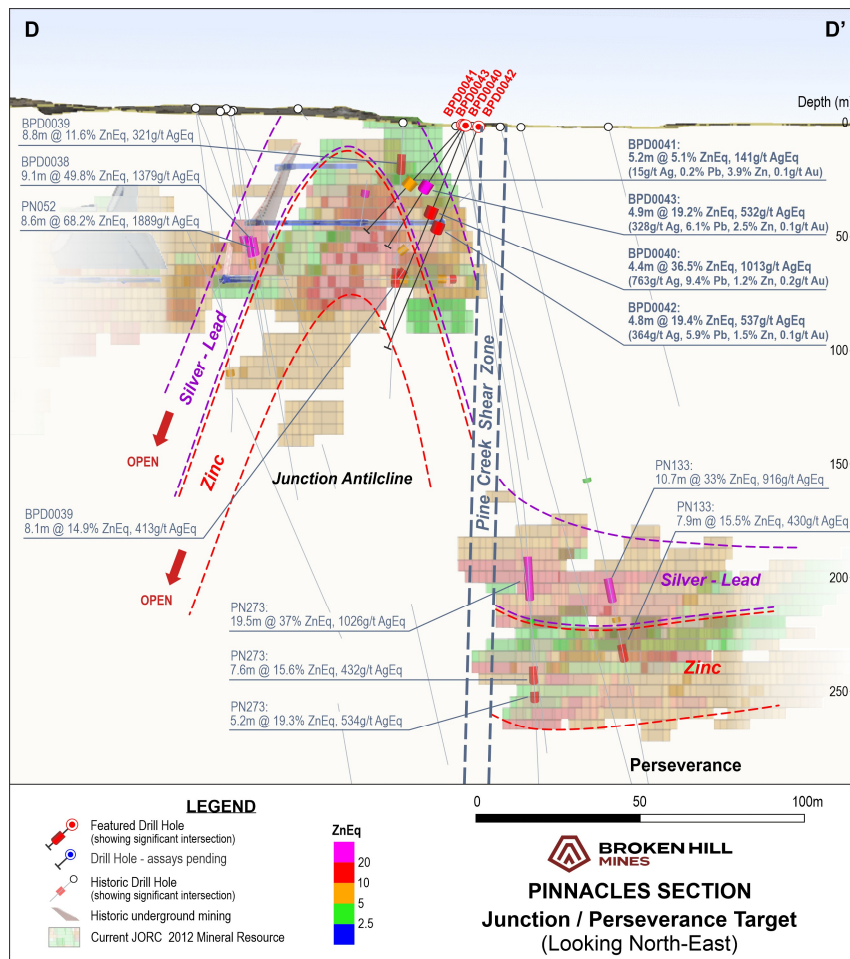 D
D'
BPD0041
BPD0043
BPD0040
BPD0042
Depth (m)
0
50
100
150
200
250
BPD0039
8.8m @ 11.6% ZnEq, 321g/t AgEq
BPD0038
9.1m @ 49.8% ZnEq, 1379g/t AgEq
PN052
8.6m @ 68.2% ZnEq, 1889g/t AgEq
BPD0041:
5.2m @ 5.1% ZnEq, 141g/t AgEq
(15g/t Ag, 0.2% Pb, 3.9% Zn, 0.1g/t Au)
BPD0043:
4.9m @ 19.2% ZnEq, 532g/t AgEq
(328g/t Ag, 6.1% Pb, 2.5% Zn, 0.1g/t Au)
BPD0040:
4.4m @ 36.5% ZnEq, 1013g/t AgEq
(763g/t Ag, 9.4% Pb, 1.2% Zn, 0.2g/t Au)
BPD0042:
4.8m @ 19.4% ZnEq, 537g/t AgEq
(364g/t Ag, 5.9% Pb, 1.5% Zn, 0.1g/t Au)
Silver - Lead
Zinc
OPEN
Junction Antilcline
Pine Creek Shear Zone
BPD0039
8.1m @ 14.9% ZnEq, 413g/t AgEq
OPEN
PN133:
10.7m @ 33% ZnEq, 916g/t AgEq
PN133:
7.9m @ 15.5% ZnEq, 430g/t AgEq
Silver - Lead
Zinc
PN273:
19.5m @ 37% ZnEq, 1026g/t AgEq
PN273:
7.6m @ 15.6% ZnEq, 432g/t AgEq
PN273:
5.2m @ 19.3% ZnEq, 534g/t AgEq
Perseverance
LEGEND
Featured Drill Hole
(showing significant intersection)
Drill Hole - assays pending
Historic Drill Hole
(showing significant intersection)
Historic underground mining
Current JORC 2012 Mineral Resource
ZnEq
20
10
5
2.5
0
50
100m
BROKEN HILL
MINES
PINNACLES SECTION
Junction / Perseverance Target
(Looking North-East)